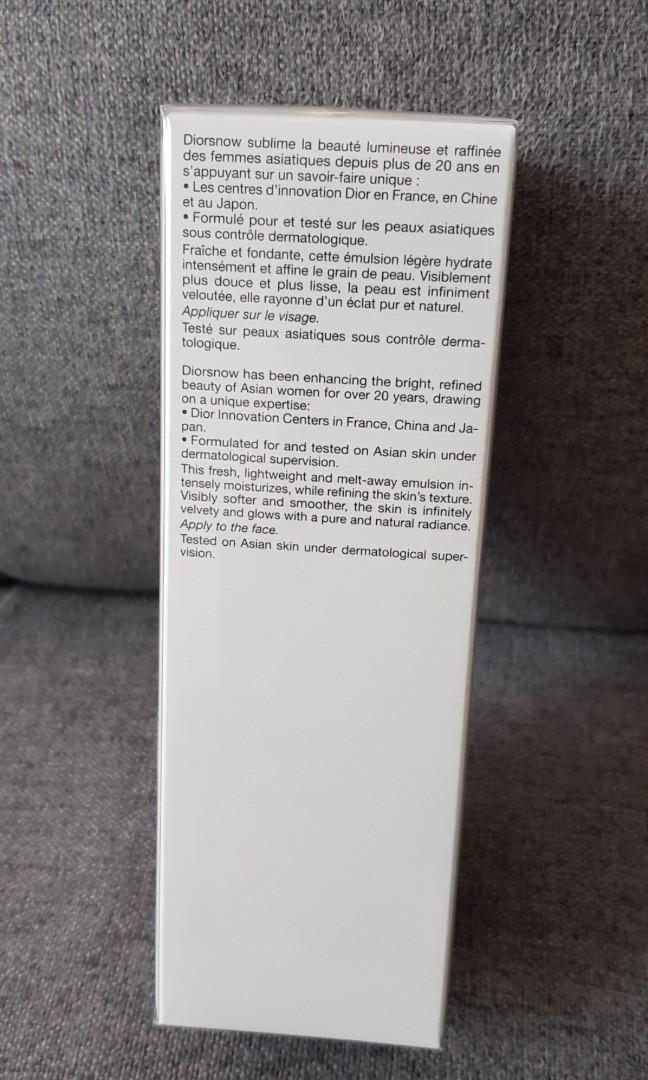 Diorsnow sublime la beauté lumineuse et raffinée
des femmes asiatiques depuis plus de 20 ans en
s'appuyant sur un savoir-faire unique :
• Les centres d'innovation Dior en France, en Chine
et au Japon.
• Formulé pour et testé sur les peaux asiatiques
sous contrôle dermatologique.
Fraîche et fondante, cette émulsion légère hydrate
intensément et affine le grain de peau. Visiblement
plus douce et plus lisse, la peau est infiniment
veloutée, elle rayonne d'un éclat pur et naturel.
Appliquer sur le visage.
Testé sur peaux asiatiques sous contrôle derma-
tologique.
Diorsnow has been enhancing the bright, refined
beauty of Asian women for over 20 years, drawing
on a unique expertise:
• Dior Innovation Centers in France, China and Ja-
pan.
• Formulated for and tested on Asian skin under
dermatological supervision.
This fresh, lightweight and melt-away emulsion in-
tensely moisturizes, while refining the skin's texture.
Visibly softer and smoother, the skin is infinitely
velvety and glows with a pure and natural radiance.
Apply to the face.
Tested on Asian skin under dermatological super-
vision.